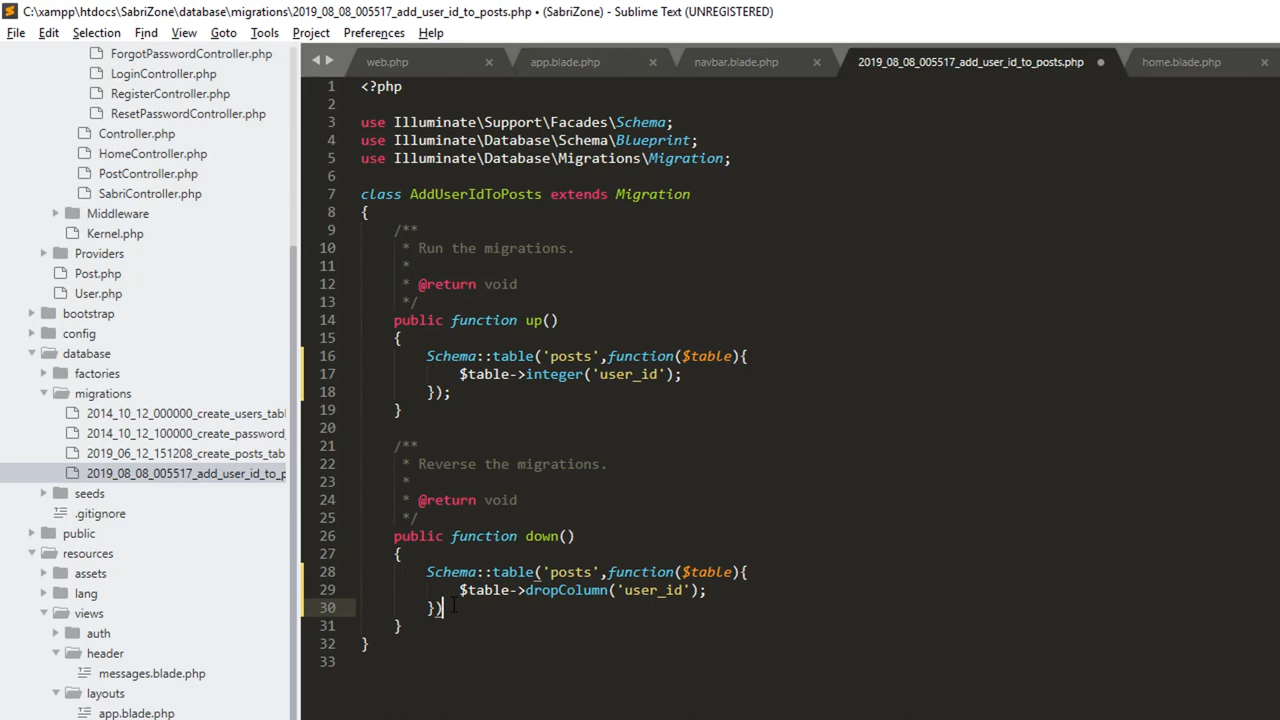 C:\xampp\htdocs\SabriZone\database\migrations\2019_08_08_005517_add_user_id_to_posts.php • (SabriZone) - Sublime Text (UNREGISTERED)
File Edit Selection Find View Goto Tools Project Preferences Help
ForgotPasswordController.php
LoginController.php
RegisterController.php
ResetPasswordController.php
Controller.php
HomeController.php
PostController.php
SabriController.php
Middleware
Kernel.php
Providers
Post.php
User.php
bootstrap
config
database
factories
migrations
2014_10_12_000000_create_users_tabl
2014_10_12_100000_create_password_
2019_06_12_151208_create_posts_tab
2019_08_08_005517_add_user_id_to_p
seeds
.gitignore
public
resources
assets
lang
views
auth
header
messages.blade.php
layouts
app.blade.php
web.php app.blade.php navbar.blade.php 2019_08_08_005517_add_user_id_to_posts.php home.blade.php
1 <?php
2
3 use Illuminate\Support\Facades\Schema;
4 use Illuminate\Database\Schema\Blueprint;
5 use Illuminate\Database\Migrations\Migration;
6
7 class AddUserIdToPosts extends Migration
8 {
9 /**
10 * Run the migrations.
11 *
12 * @return void
13 */
14 public function up()
15 {
16 Schema::table('posts',function($table){
17 $table->integer('user_id');
18 });
19 }
20
21 /**
22 * Reverse the migrations.
23 *
24 * @return void
25 */
26 public function down()
27 {
28 Schema::table('posts',function($table){
29 $table->dropColumn('user_id');
30 })
31 }
32 }
33